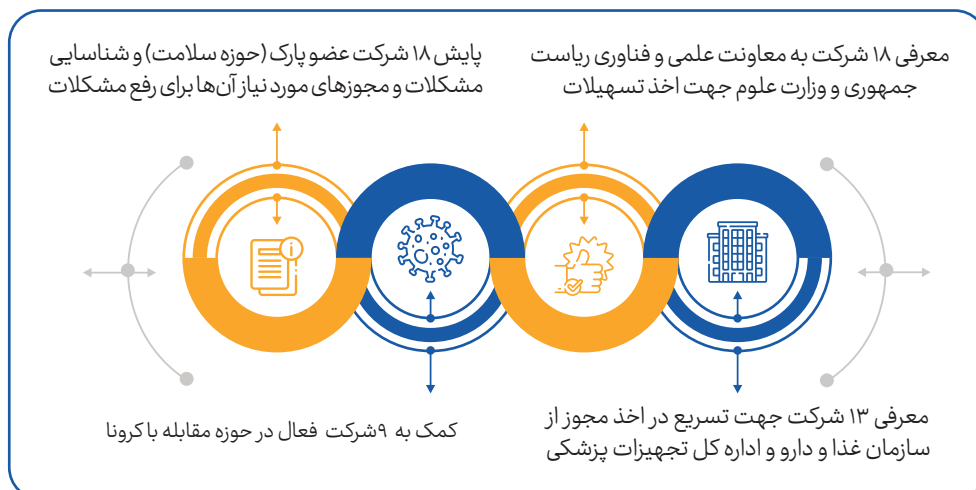 معرفی ۱۸ شرکت به معاونت علمی و فناوری ریاست
جمهوری و وزارت علوم جهت اخذ تسهیلات
پایش ۱۸ شرکت عضو پارک (حوزه سلامت) و شناسایی
مشکلات و مجوزهای مورد نیاز آن‌ها برای رفع مشکلات
معرفی ۱۳ شرکت جهت تسریع در اخذ مجوز از
سازمان غذا و دارو و اداره کل تجهیزات پزشکی
کمک به ۹شرکت فعال در حوزه مقابله با کرونا